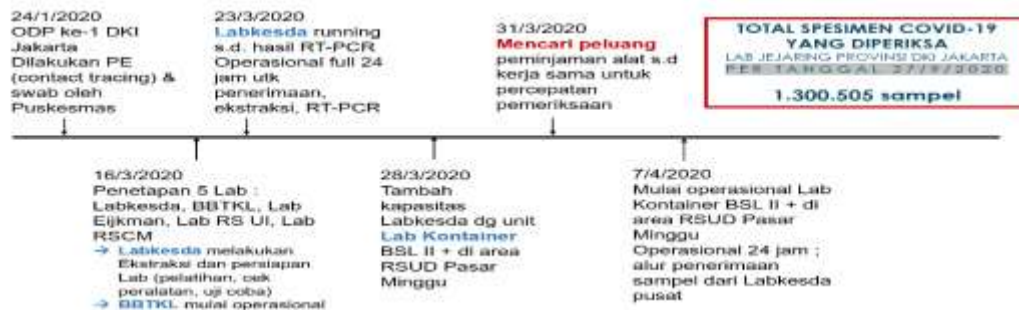 24/1/2020
ODP ke-1 DKI
Jakarta
Dilakukan PE
(contact tracing) &
swab oleh
Puskesmas
23/3/2020
Labkesda running
s.d. hasil RT-PCR
Operasional full 24
jam utk
penerimaan,
ekstraksi, RT-PCR
31/3/2020
Mencari peluang
peminjaman alat s.d
kerja sama untuk
percepatan
pemeriksaan
TOTAL SPESIMEN COVID-19
YANG DIPERIKSA
LAB JEJARING PROVINSI DKI JAKARTA
PER TANGGAL 27/9/2020
1.300.505 sampel
16/3/2020
Penetapan 5 Lab :
Labkesda, BBTKL, Lab
Eijkman, Lab RS UI, Lab
RSCM
→ Labkesda melakukan
Ekstraksi dan persiapan
Lab (pelatihan, cek
peralatan, uji coba)
→ BBTKL mulai operasional
28/3/2020
Tambah
kapasitas
Labkesda dg unit
Lab Kontainer
BSL II + di area
RSUD Pasar
Minggu
7/4/2020
Mulai operasional Lab
Kontainer BSL II + di
area RSUD Pasar
Minggu
Operasional 24 jam ;
alur penerimaan
sampel dari Labkesda
pusat